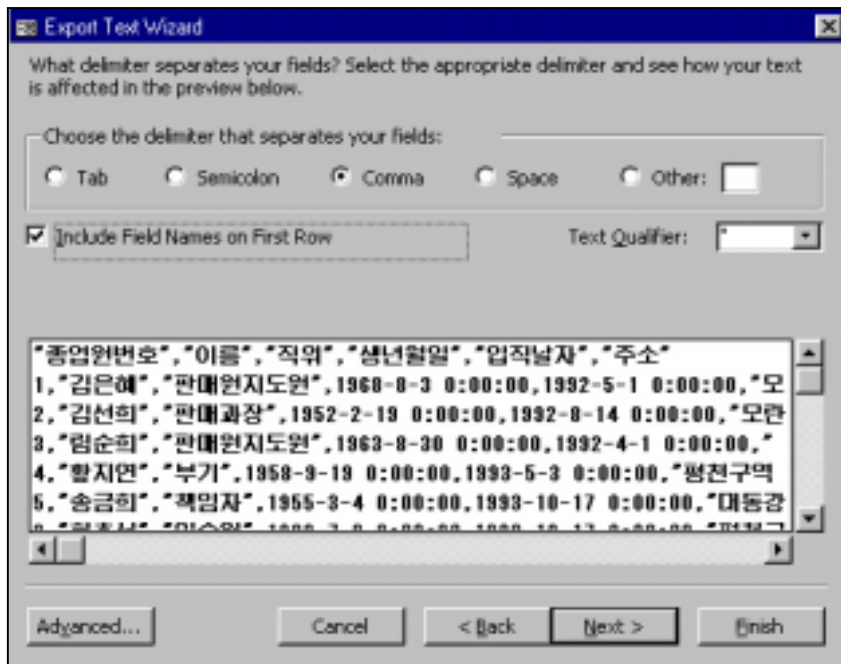 Export Text Wizard
What delimiter separates your fields? Select the appropriate delimiter and see how your text
is affected in the preview below.
Choose the delimiter that separates your fields:
Tab Semicolon Comma Space Other:
Include Field Names on First Row Text Qualifier: "
"종업원번호","이름","직위","생년월일","입직날자","주소"
1,"김은혜","판매원지도원",1968-8-3 0:00:00,1992-5-1 0:00:00,"모
2,"김선희","판매과장",1952-2-19 0:00:00,1992-8-14 0:00:00,"모란
3,"림순희","판매원지도원",1963-8-30 0:00:00,1992-4-1 0:00:00,"
4,"황지연","부기",1958-9-19 0:00:00,1993-5-3 0:00:00,"평천구역
5,"송금희","책임자",1955-3-4 0:00:00,1993-10-17 0:00:00,"대동강
Advanced... Cancel < Back Next > Finish